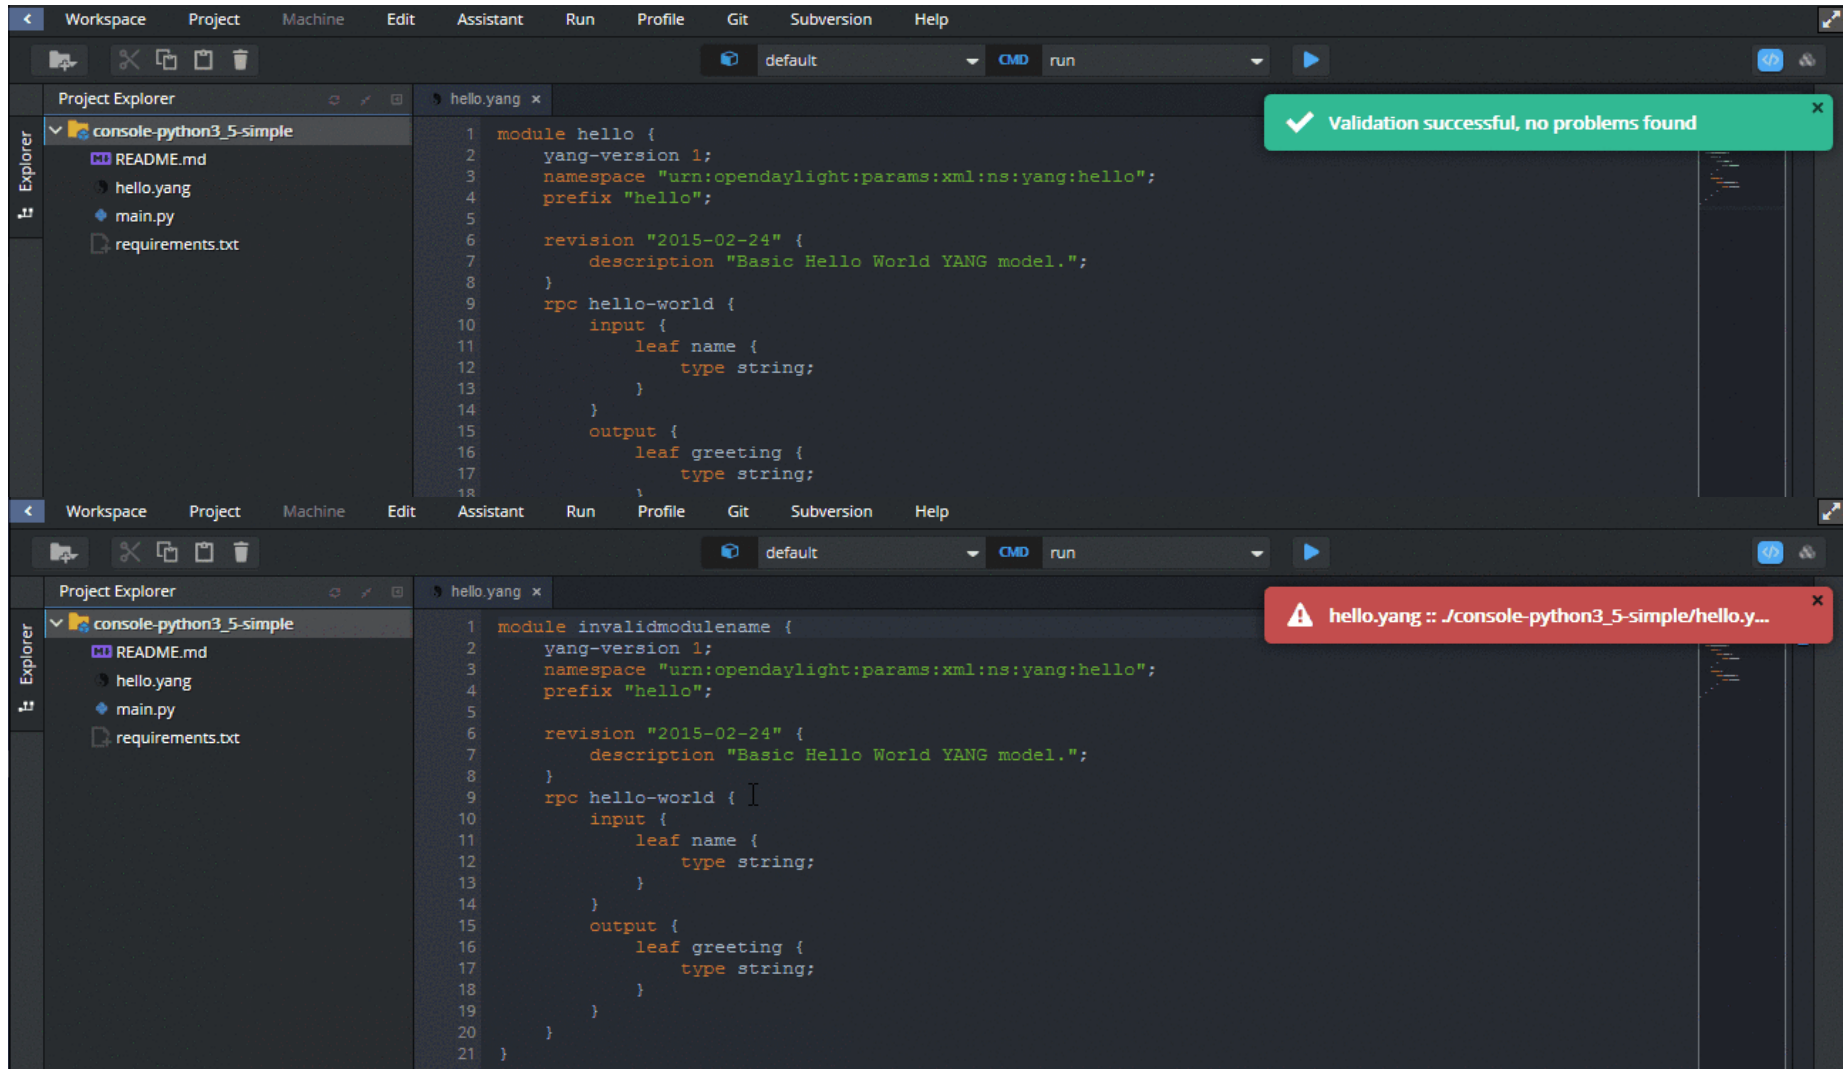 Workspace Project Machine Edit Assistant Run Profile Git Subversion Help
default CMD run
Project Explorer
hello.yang ×
Validation successful, no problems found
Explorer
console-python3_5-simple
README.md
hello.yang
main.py
requirements.txt
1 module hello {
2 yang-version 1;
3 namespace "urn:opendaylight:params:xml:ns:yang:hello";
4 prefix "hello";
5
6 revision "2015-02-24" {
7 description "Basic Hello World YANG model.";
8 }
9 rpc hello-world {
10 input {
11 leaf name {
12 type string;
13 }
14 }
15 output {
16 leaf greeting {
17 type string;
18 }
Workspace Project Machine Edit Assistant Run Profile Git Subversion Help
default CMD run
Project Explorer
hello.yang ×
hello.yang :: ./console-python3_5-simple/hello.y...
Explorer
console-python3_5-simple
README.md
hello.yang
main.py
requirements.txt
1 module invalidmodulename {
2 yang-version 1;
3 namespace "urn:opendaylight:params:xml:ns:yang:hello";
4 prefix "hello";
5
6 revision "2015-02-24" {
7 description "Basic Hello World YANG model.";
8 }
9 rpc hello-world {
10 input {
11 leaf name {
12 type string;
13 }
14 }
15 output {
16 leaf greeting {
17 type string;
18 }
19 }
20 }
21 }